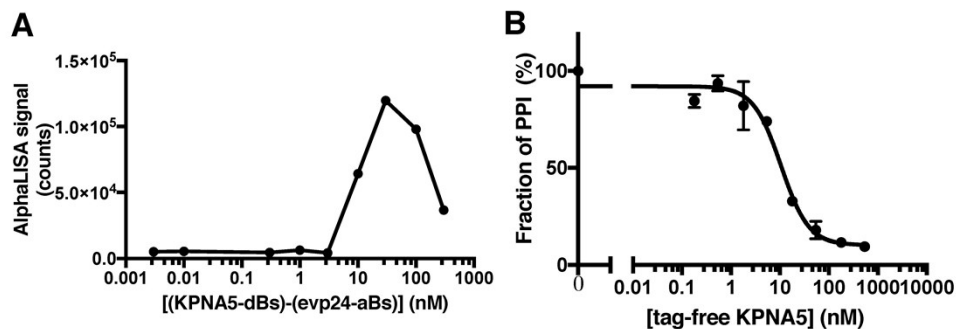 A
AlphaLISA signal
(counts)
1.5×10⁵
1.0×10⁵
5.0×10⁴
0.0
0.001 0.01 0.1 1 10 100 1000
[(KPNA5-dBs)-(evp24-aBs)] (nM)
B
Fraction of PPI (%)
100
50
0
0
0.01 0.1 1 10 100 1000 10000
[tag-free KPNA5] (nM)